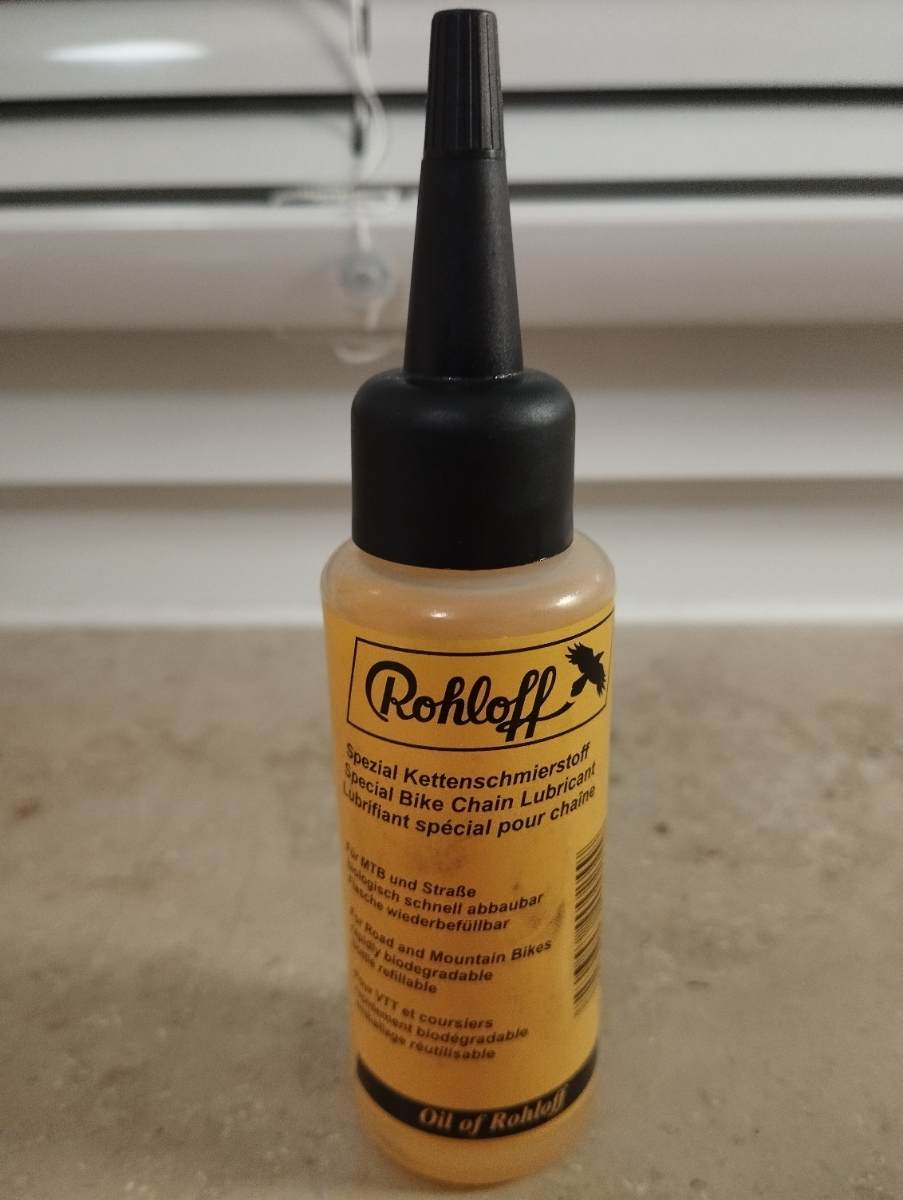 Rohloff
Spezial Kettenschmierstoff
Special Bike Chain Lubricant
Lubrifiant spécial pour chaîne
Für MTB und Straße
biologisch schnell abbaubar
Flasche wiederbefüllbar
For Road and Mountain Bikes
rapidly biodegradable
bottle refillable
Pour VTT et coursiers
rapidement biodégradable
emballage réutilisable
Oil of Rohloff